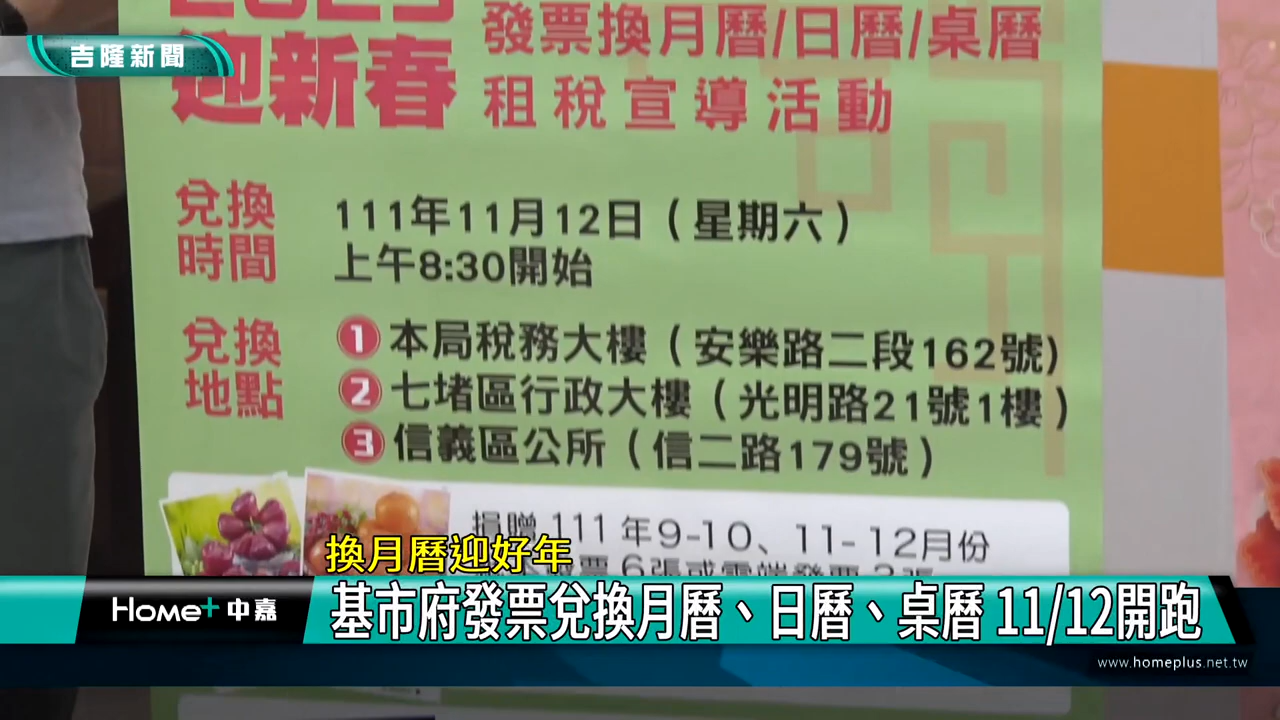 吉隆新聞
迎新春
發票換月曆/日曆/桌曆
租稅宣導活動
兌換時間
111年11月12日(星期六)
上午8:30開始
兌換地點
1 本局稅務大樓(安樂路二段162號)
2 七堵區行政大樓(光明路21號1樓)
3 信義區公所(信二路179號)
捐贈111年9-10、11-12月份
換月曆迎好年
Home+中嘉
基市府發票兌換月曆、日曆、桌曆 11/12開跑
www.homeplus.net.tw